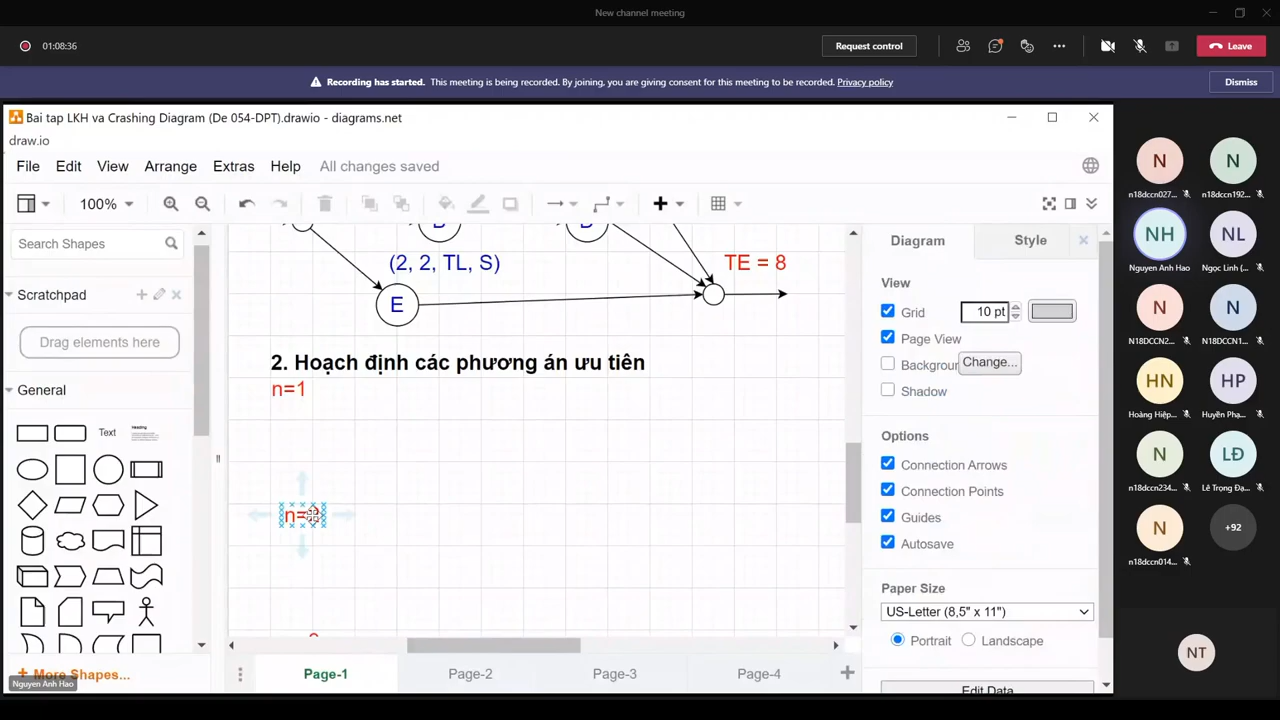 New channel meeting
01:08:36
Request control
Leave
Recording has started. This meeting is being recorded. By joining, you are giving consent for this meeting to be recorded. Privacy policy
Dismiss
Bai tap LKH va Crashing Diagram (De 054-DPT).drawio - diagrams.net
draw.io
File Edit View Arrange Extras Help All changes saved
100%
Search Shapes
Scratchpad
Drag elements here
General
Text
Heading
More Shapes...
Nguyen Anh Hao
(2, 2, TL, S)
TE = 8
E
2. Hoạch định các phương án ưu tiên
n=1
Page-1
Page-2
Page-3
Page-4
Diagram
Style
View
Grid
10 pt
Page View
Backgroun
Change...
Shadow
Options
Connection Arrows
Connection Points
Guides
Autosave
Paper Size
US-Letter (8,5" x 11")
Portrait
Landscape
Edit Data
N
N
n18dccn027...
n18dccn192...
NH
NL
Nguyen Anh Hao
Ngọc Linh (...
N
N
N18DCCN2...
N18DCCN1...
HN
HP
Hoàng Hiệp...
Huyền Phạ...
N
LĐ
n18dccn234...
Lê Trọng Đạ...
N
+92
n18dccn014...
NT